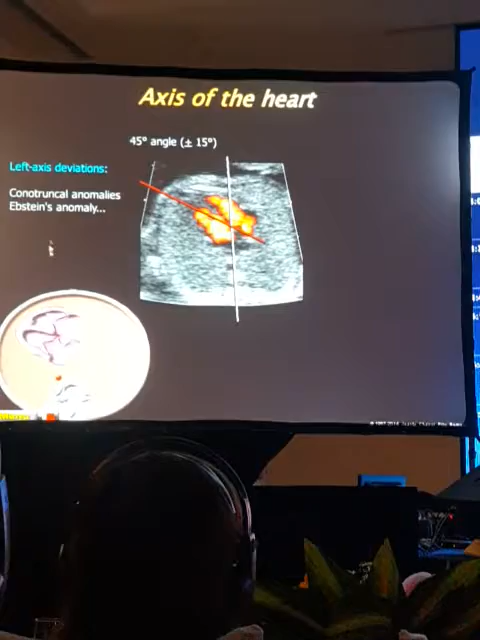 Axis of the heart
45° angle (± 15°)
Left-axis deviations:
Conotruncal anomalies
Ebstein's anomaly...